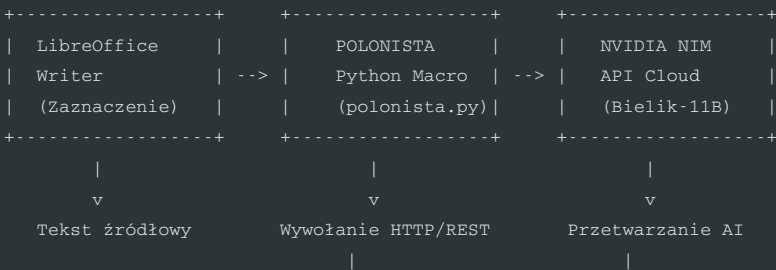 +------------------+ +------------------+ +------------------+
| LibreOffice | | POLONISTA | | NVIDIA NIM |
| Writer | --> | Python Macro | --> | API Cloud |
| (Zaznaczenie) | | (polonista.py)| | (Bielik-11B) |
+------------------+ +------------------+ +------------------+
| | |
v v v
Tekst źródłowy Wywołanie HTTP/REST Przetwarzanie AI
| |